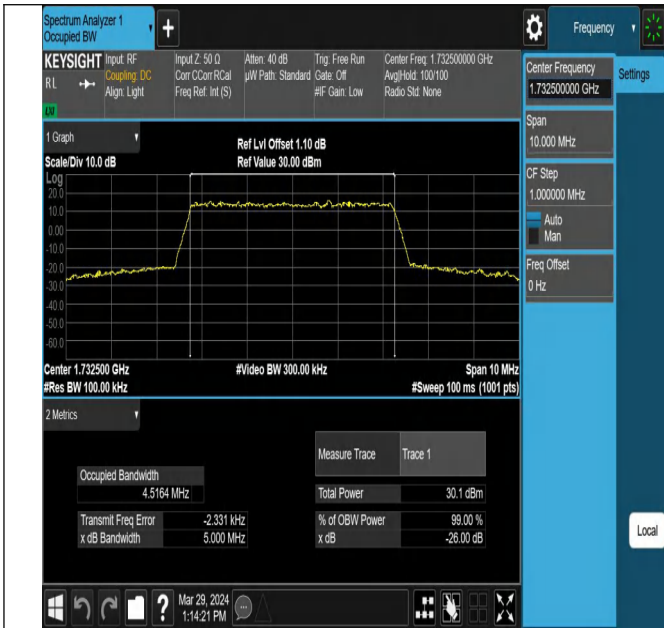 Spectrum Analyzer 1
Occupied BW
Frequency
KEYSIGHT
RL
LXI
Input: RF
Coupling: DC
Align: Light
Input Z: 50 Ω
Corr CCorr RCal
Freq Ref: Int (S)
Atten: 40 dB
µW Path: Standard
Trig: Free Run
Gate: Off
#IF Gain: Low
Center Freq: 1.732500000 GHz
Avg|Hold: 100/100
Radio Std: None
Center Frequency
1.732500000 GHz
Settings
Span
10.000 MHz
CF Step
1.000000 MHz
Auto
Man
Freq Offset
0 Hz
Local
1 Graph
Scale/Div 10.0 dB
Ref Lvl Offset 1.10 dB
Ref Value 30.00 dBm
Log
20.0
10.0
0.00
-10.0
-20.0
-30.0
-40.0
-50.0
-60.0
Center 1.732500 GHz
#Video BW 300.00 kHz
Span 10 MHz
#Res BW 100.00 kHz
#Sweep 100 ms (1001 pts)
2 Metrics
Measure Trace
Trace 1
Occupied Bandwidth
4.5164 MHz
Total Power
30.1 dBm
Transmit Freq Error
-2.331 kHz
% of OBW Power
99.00 %
x dB Bandwidth
5.000 MHz
x dB
-26.00 dB
?
Mar 29, 2024
1:14:21 PM